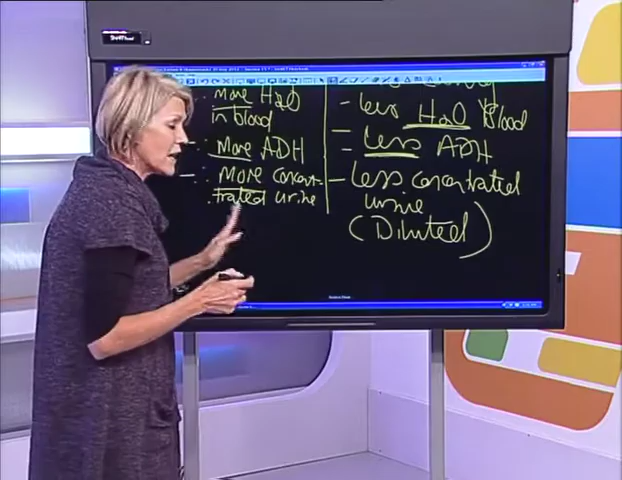 more H2O
in blood
∴ More ADH
∴ More concen-
trated urine
- less H2O Blood
= Less ADH
- less concentrated
urine
(Diluted)